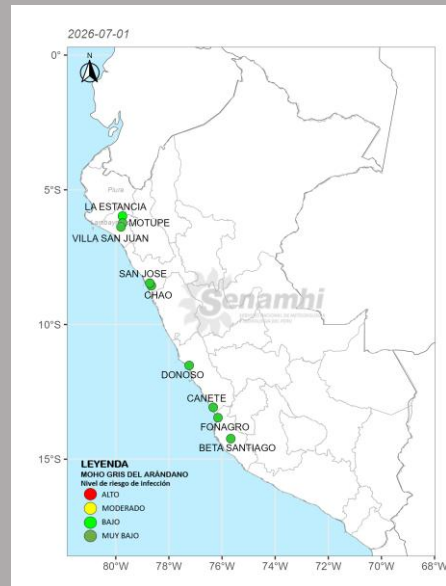 2026-07-01
N
0°
5°S
10°S
15°S
Piura
LA ESTANCIA
MOTUPE
VILLA SAN JUAN
SAN JOSE
CHAO
Senamhi
DONOSO
CANETE
FONAGRO
BETA SANTIAGO
LEYENDA
MOHO GRIS DEL ARÁNDANO
Nivel de riesgo de infección
ALTO
MODERADO
BAJO
MUY BAJO
80°W 78°W 76°W 74°W 72°W 70°W 68°W